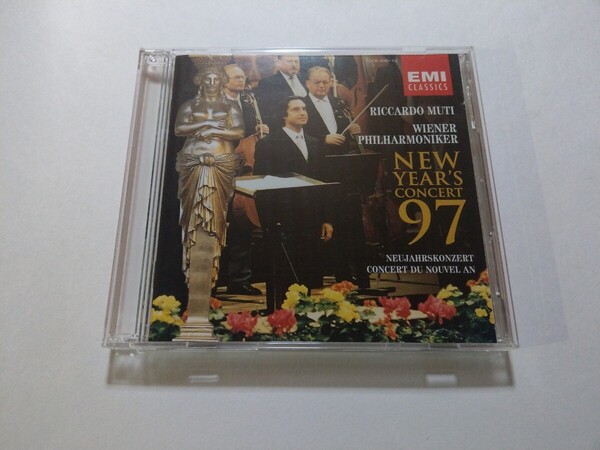 EMI
CLASSICS
RICCARDO MUTI
WIENER
PHILHARMONIKER
NEW
YEAR'S
CONCERT
97
NEUJAHRSKONZERT
CONCERT DU NOUVEL AN